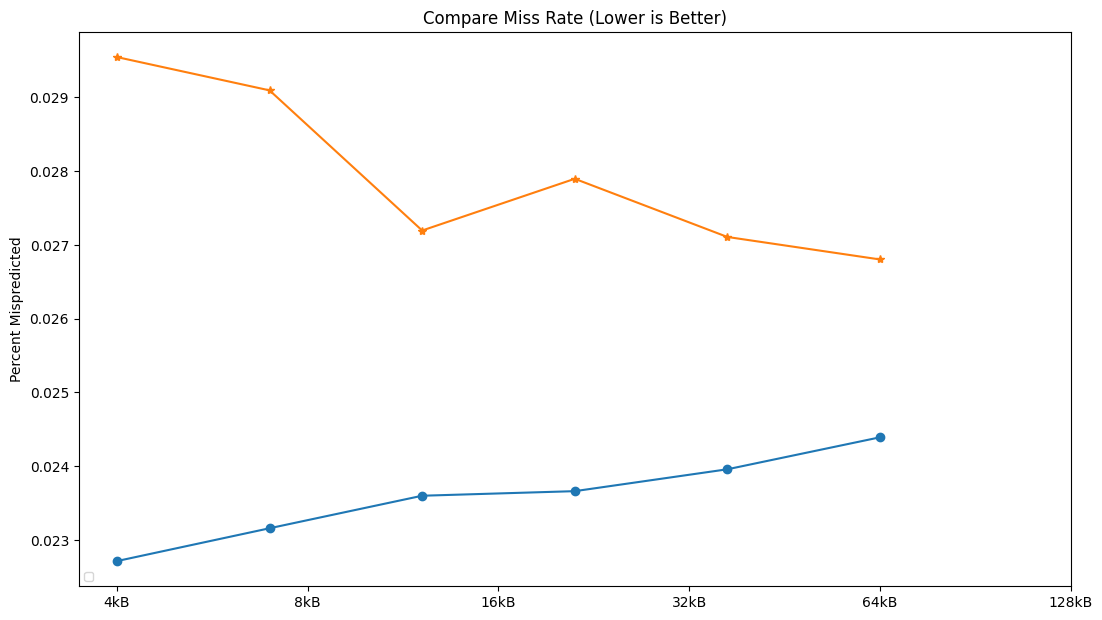 Compare Miss Rate (Lower is Better)
Percent Mispredicted
0.029
0.028
0.027
0.026
0.025
0.024
0.023
4kB
8kB
16kB
32kB
64kB
128kB